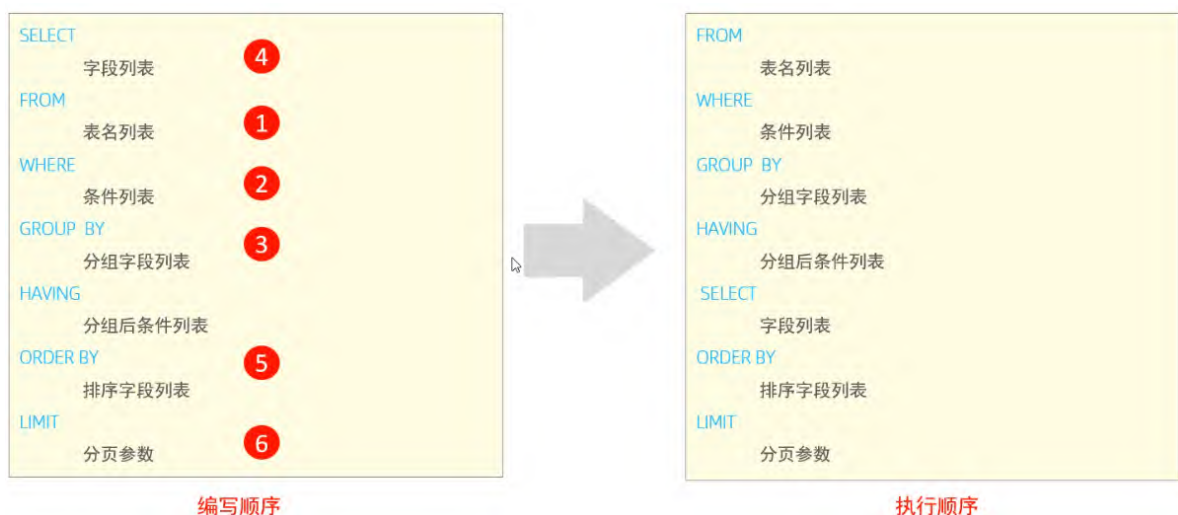 SELECT
字段列表
4
FROM
表名列表
1
WHERE
条件列表
2
GROUP BY
分组字段列表
3
HAVING
分组后条件列表
ORDER BY
排序字段列表
5
LIMIT
分页参数
6
编写顺序
FROM
表名列表
WHERE
条件列表
GROUP BY
分组字段列表
HAVING
分组后条件列表
SELECT
字段列表
ORDER BY
排序字段列表
LIMIT
分页参数
执行顺序